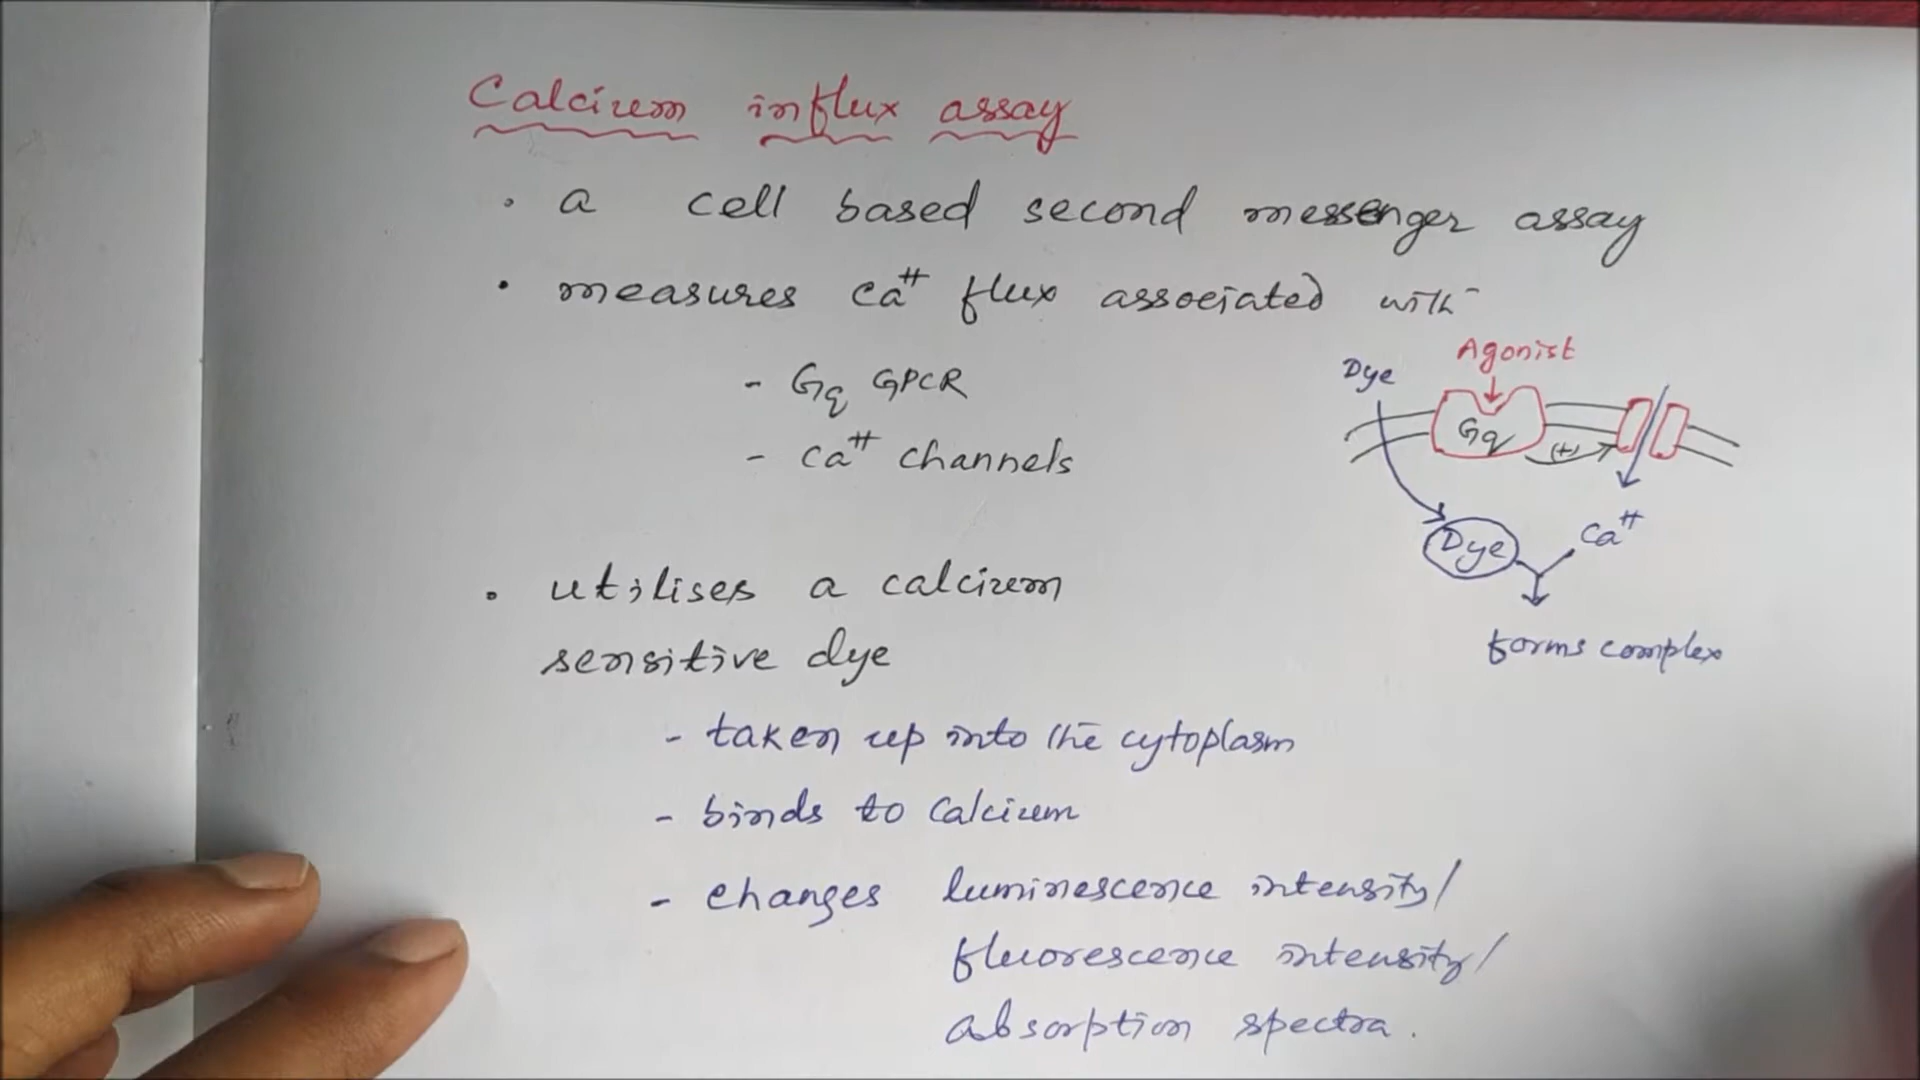 Calcium influx assay
· a cell based second messenger assay
· measures Ca⁺⁺ flux associated with
- Gq GPCR
- Ca⁺⁺ channels
Agonist
Dye
Gq
(+)
Dye
Ca⁺⁺
forms complex
· utilises a calcium
sensitive dye
- taken up into the cytoplasm
- binds to Calcium
- changes luminescence intensity/
fluorescence intensity/
absorption spectra.